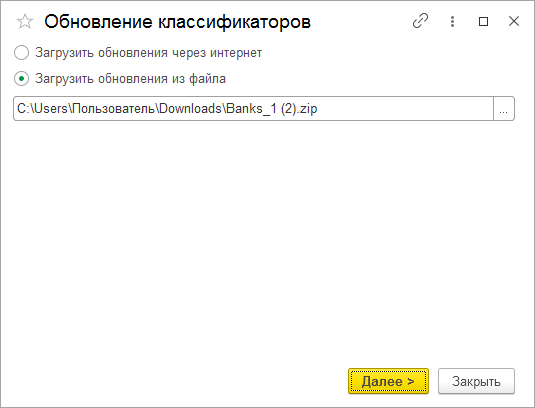 Обновление классификаторов
Загрузить обновления через интернет
Загрузить обновления из файла
C:\Users\Пользователь\Downloads\Banks_1 (2).zip ...
Далее > Закрыть